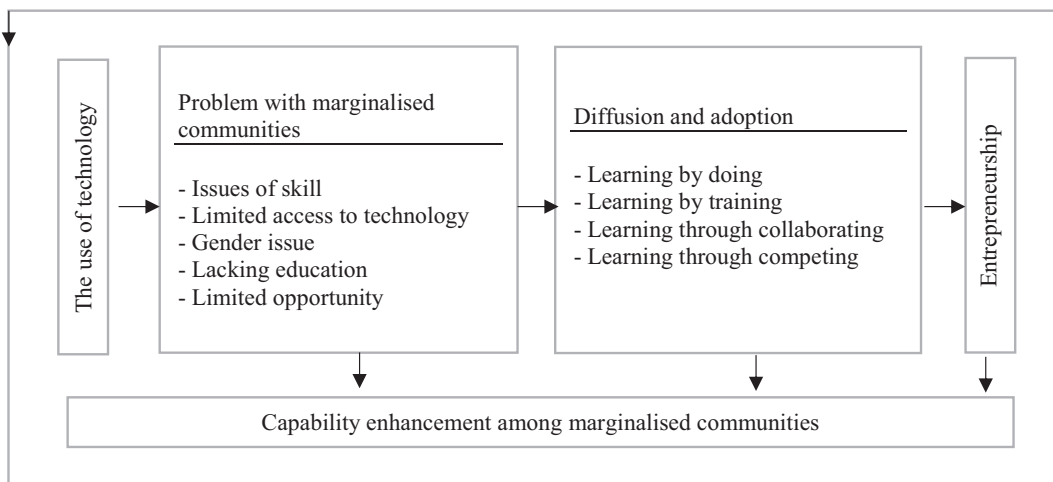 The use of technology
Problem with marginalised
communities
- Issues of skill
- Limited access to technology
- Gender issue
- Lacking education
- Limited opportunity
Diffusion and adoption
- Learning by doing
- Learning by training
- Learning through collaborating
- Learning through competing
Entrepreneurship
Capability enhancement among marginalised communities